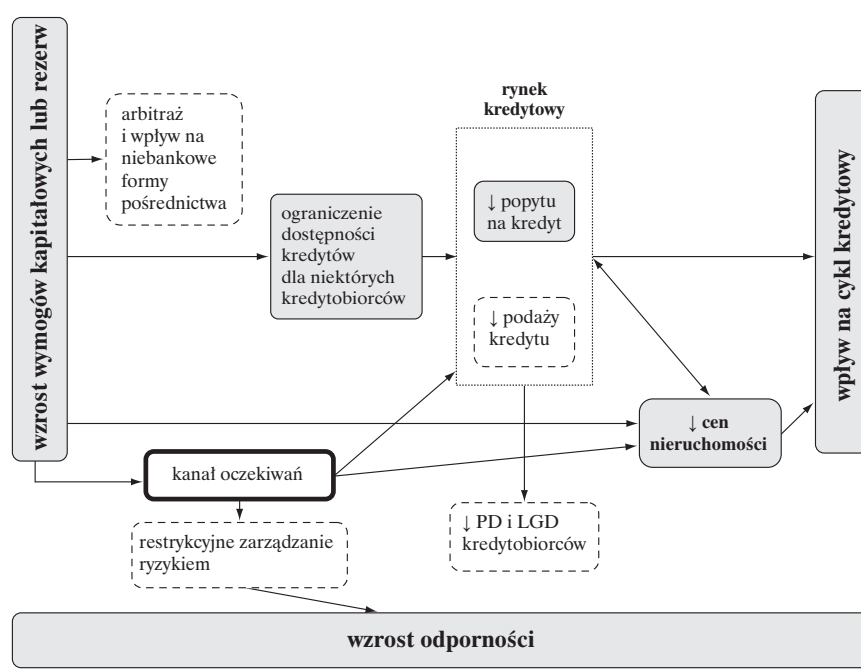 wzrost wymogów kapitałowych lub rezerw
arbitraż
i wpływ na
niebankowe
formy
pośrednictwa
ograniczenie
dostępności
kredytów
dla niektórych
kredytobiorców
rynek
kredytowy
↓ popytu
na kredyt
↓ podaży
kredytu
wpływ na cykl kredytowy
↓ cen
nieruchomości
kanał oczekiwań
restrykcyjne zarządzanie
ryzykiem
↓ PD i LGD
kredytobiorców
wzrost odporności